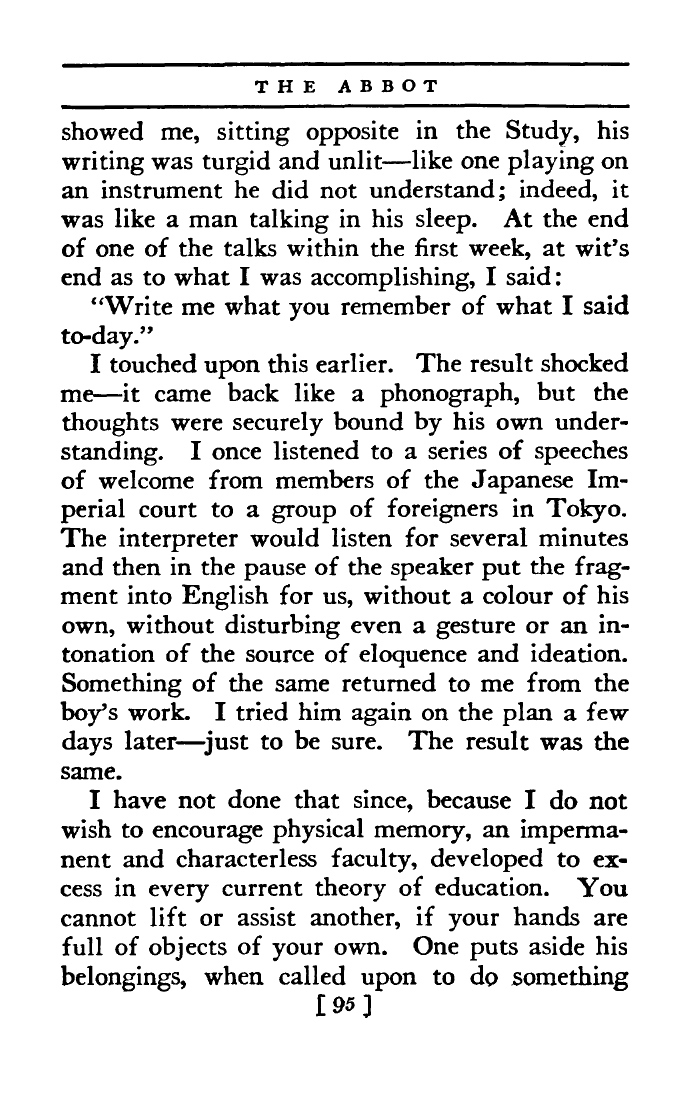 THE ABBOT
showed me, sitting opposite in the Study, his
writing was turgid and unlit—like one playing on
an instrument he did not understand; indeed, it
was like a man talking in his sleep. At the end
of one of the talks within the first week, at wit's
end as to what I was accomplishing, I said:
"Write me what you remember of what I said
to-day."
I touched upon this earlier. The result shocked
me—it came back like a phonograph, but the
thoughts were securely bound by his own under-
standing. I once listened to a series of speeches
of welcome from members of the Japanese Im-
perial court to a group of foreigners in Tokyo.
The interpreter would listen for several minutes
and then in the pause of the speaker put the frag-
ment into English for us, without a colour of his
own, without disturbing even a gesture or an in-
tonation of the source of eloquence and ideation.
Something of the same returned to me from the
boy's work. I tried him again on the plan a few
days later—just to be sure. The result was the
same.
I have not done that since, because I do not
wish to encourage physical memory, an imperma-
nent and characterless faculty, developed to ex-
cess in every current theory of education. You
cannot lift or assist another, if your hands are
full of objects of your own. One puts aside his
belongings, when called upon to do something
[ 95 ]